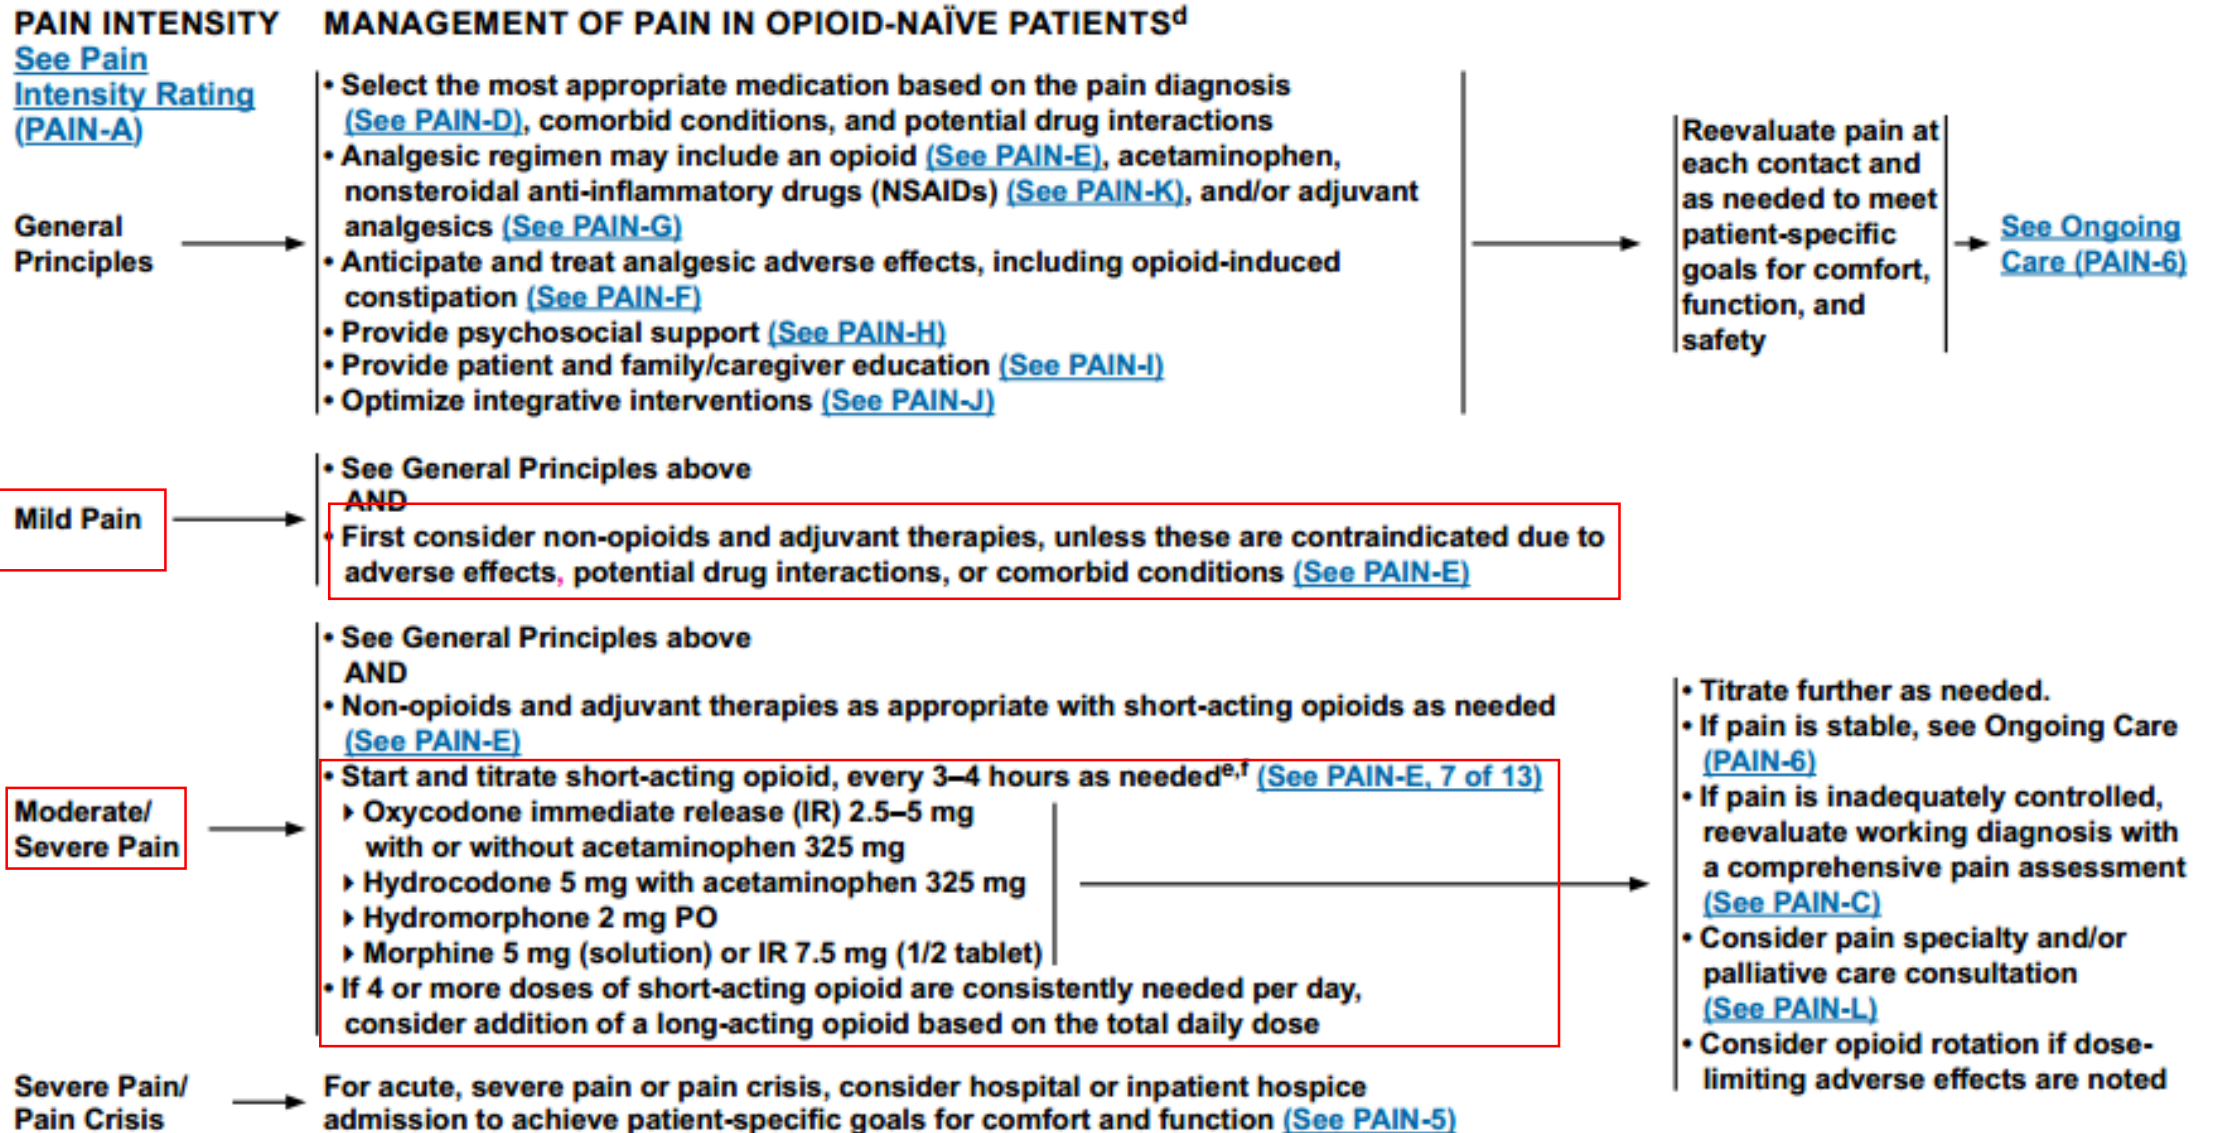 PAIN INTENSITY
See Pain
Intensity Rating
(PAIN-A)
MANAGEMENT OF PAIN IN OPIOID-NAÏVE PATIENTSd
General
Principles
• Select the most appropriate medication based on the pain diagnosis
(See PAIN-D), comorbid conditions, and potential drug interactions
• Analgesic regimen may include an opioid (See PAIN-E), acetaminophen,
nonsteroidal anti-inflammatory drugs (NSAIDs) (See PAIN-K), and/or adjuvant
analgesics (See PAIN-G)
• Anticipate and treat analgesic adverse effects, including opioid-induced
constipation (See PAIN-F)
• Provide psychosocial support (See PAIN-H)
• Provide patient and family/caregiver education (See PAIN-I)
• Optimize integrative interventions (See PAIN-J)
Reevaluate pain at
each contact and
as needed to meet
patient-specific
goals for comfort,
function, and
safety
See Ongoing
Care (PAIN-6)
Mild Pain
• See General Principles above
AND
• First consider non-opioids and adjuvant therapies, unless these are contraindicated due to
adverse effects, potential drug interactions, or comorbid conditions (See PAIN-E)
Moderate/
Severe Pain
• See General Principles above
AND
• Non-opioids and adjuvant therapies as appropriate with short-acting opioids as needed
(See PAIN-E)
• Start and titrate short-acting opioid, every 3–4 hours as needede,f (See PAIN-E, 7 of 13)
Oxycodone immediate release (IR) 2.5–5 mg
with or without acetaminophen 325 mg
Hydrocodone 5 mg with acetaminophen 325 mg
Hydromorphone 2 mg PO
Morphine 5 mg (solution) or IR 7.5 mg (1/2 tablet)
• If 4 or more doses of short-acting opioid are consistently needed per day,
consider addition of a long-acting opioid based on the total daily dose
• Titrate further as needed.
• If pain is stable, see Ongoing Care
(PAIN-6)
• If pain is inadequately controlled,
reevaluate working diagnosis with
a comprehensive pain assessment
(See PAIN-C)
• Consider pain specialty and/or
palliative care consultation
(See PAIN-L)
• Consider opioid rotation if dose-
limiting adverse effects are noted
Severe Pain/
Pain Crisis
For acute, severe pain or pain crisis, consider hospital or inpatient hospice
admission to achieve patient-specific goals for comfort and function (See PAIN-5)